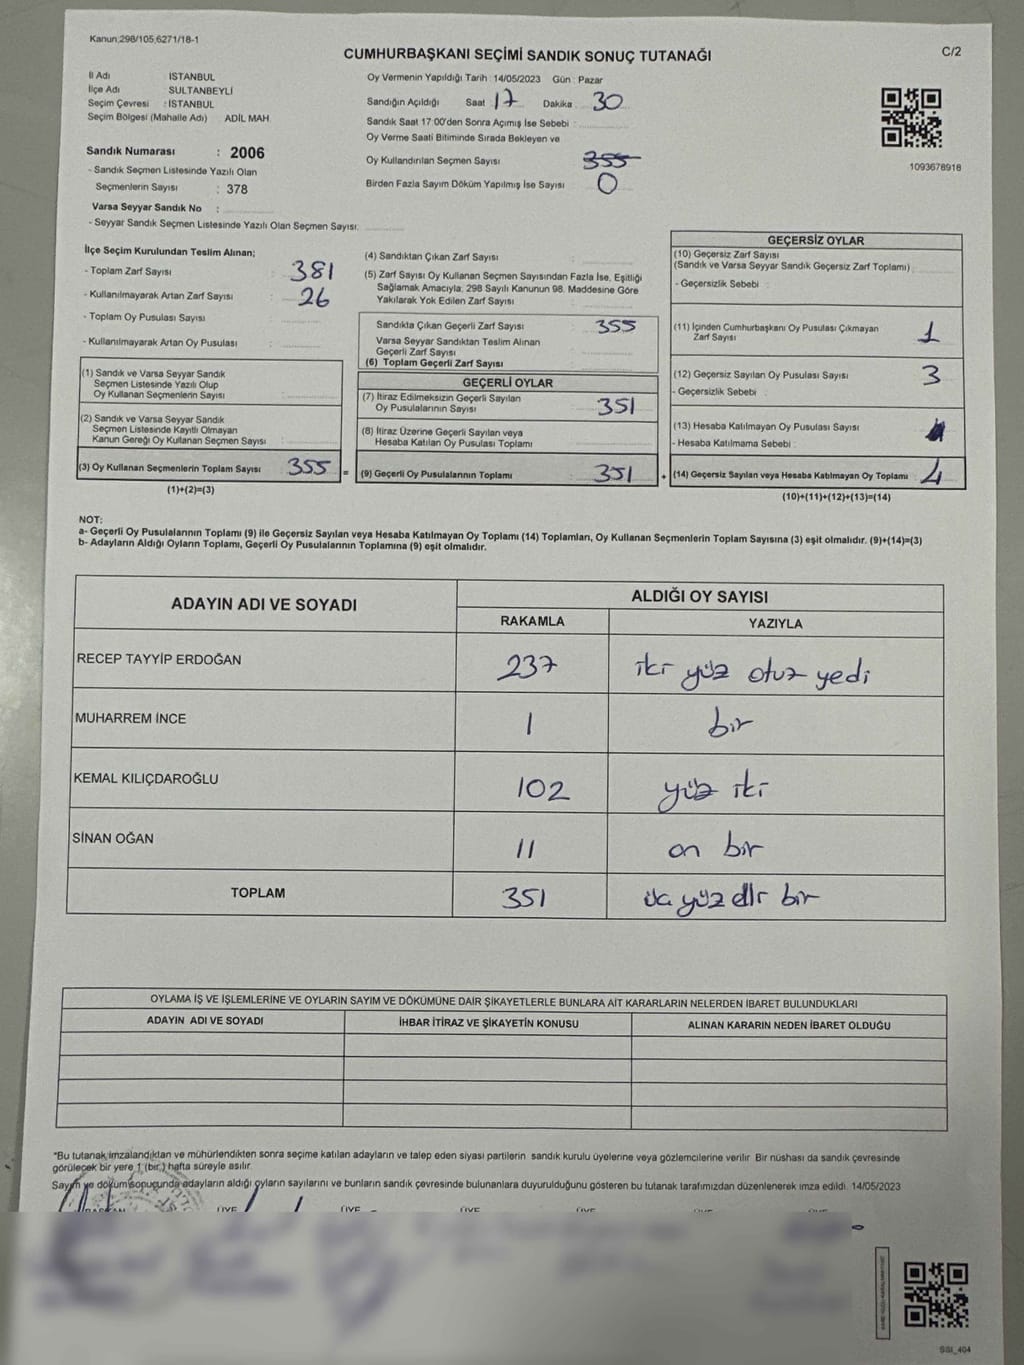 Kanun;298/105,6271/18-1
C/2
CUMHURBAŞKANI SEÇİMİ SANDIK SONUÇ TUTANAĞI
İl Adı : İSTANBUL
İlçe Adı : SULTANBEYLİ
Seçim Çevresi : İSTANBUL
Seçim Bölgesi (Mahalle Adı) : ADİL MAH.
Oy Vermenin Yapıldığı Tarih :14/05/2023 Gün : Pazar
Sandığın Açıldığı Saat 17 Dakika 30
Sandık Saat 17:00'den Sonra Açımış İse Sebebi :
Oy Verme Saati Bitiminde Sırada Bekleyen ve
Oy Kullandırılan Seçmen Sayısı 355
Birden Fazla Sayım Döküm Yapılmış İse Sayısı 0
1093678918
Sandık Numarası : 2006
- Sandık Seçmen Listesinde Yazılı Olan
Seçmenlerin Sayısı : 378
Varsa Seyyar Sandık No :
- Seyyar Sandık Seçmen Listesinde Yazılı Olan Seçmen Sayısı:
İlçe Seçim Kurulundan Teslim Alınan;
- Toplam Zarf Sayısı : 381
- Kullanılmayarak Artan Zarf Sayısı : 26
- Toplam Oy Pusulası Sayısı :
- Kullanılmayarak Artan Oy Pusulası :
(1) Sandık ve Varsa Seyyar Sandık
Seçmen Listesinde Yazılı Olup
Oy Kullanan Seçmenlerin Sayısı :
(2) Sandık ve Varsa Seyyar Sandık
Seçmen Listesinde Kayıtlı Olmayan
Kanun Gereği Oy Kullanan Seçmen Sayısı :
(3) Oy Kullanan Seçmenlerin Toplam Sayısı : 355 =
(1)+(2)=(3)
(4) Sandıktan Çıkan Zarf Sayısı :
(5) Zarf Sayısı Oy Kullanan Seçmen Sayısından Fazla İse, Eşitliği
Sağlamak Amacıyla, 298 Sayılı Kanunun 98. Maddesine Göre
Yakılarak Yok Edilen Zarf Sayısı :
Sandıkta Çıkan Geçerli Zarf Sayısı : 355
Varsa Seyyar Sandıktan Teslim Alınan
Geçerli Zarf Sayısı :
(6) Toplam Geçerli Zarf Sayısı
GEÇERLİ OYLAR
(7) İtiraz Edilmeksizin Geçerli Sayılan
Oy Pusulalarının Sayısı : 351
(8) İtiraz Üzerine Geçerli Sayılan veya
Hesaba Katılan Oy Pusulası Toplamı :
(9) Geçerli Oy Pusulalarının Toplamı : 351 +
GEÇERSİZ OYLAR
(10) Geçersiz Zarf Sayısı
(Sandık ve Varsa Seyyar Sandık Geçersiz Zarf Toplamı) :
- Geçersizlik Sebebi :
(11) İçinden Cumhurbaşkanı Oy Pusulası Çıkmayan
Zarf Sayısı : 1
(12) Geçersiz Sayılan Oy Pusulası Sayısı : 3
- Geçersizlik Sebebi :
(13) Hesaba Katılmayan Oy Pusulası Sayısı :
- Hesaba Katılmama Sebebi :
(14) Geçersiz Sayılan veya Hesaba Katılmayan Oy Toplamı : 4
(10)+(11)+(12)+(13)=(14)
NOT:
a- Geçerli Oy Pusulalarının Toplamı (9) ile Geçersiz Sayılan veya Hesaba Katılmayan Oy Toplamı (14) Toplamları, Oy Kullanan Seçmenlerin Toplam Sayısına (3) eşit olmalıdır. (9)+(14)=(3)
b- Adayların Aldığı Oyların Toplamı, Geçerli Oy Pusulalarının Toplamına (9) eşit olmalıdır.
ADAYIN ADI VE SOYADI
ALDIĞI OY SAYISI
RAKAMLA YAZIYLA
RECEP TAYYİP ERDOĞAN 237 iki yüz otuz yedi
MUHARREM İNCE 1 bir
KEMAL KILIÇDAROĞLU 102 yüz iki
SİNAN OĞAN 11 on bir
TOPLAM 351 üç yüz elli bir
OYLAMA İŞ VE İŞLEMLERİNE VE OYLARIN SAYIM VE DÖKÜMÜNE DAİR ŞİKAYETLERLE BUNLARA AİT KARARLARIN NELERDEN İBARET BULUNDUKLARI
ADAYIN ADI VE SOYADI İHBAR İTİRAZ VE ŞİKAYETİN KONUSU ALINAN KARARIN NEDEN İBARET OLDUĞU
"Bu tutanak imzalandıktan ve mühürlendikten sonra seçime katılan adayların ve talep eden siyasi partilerin sandık kurulu üyelerine veya gözlemcilerine verilir. Bir nüshası da sandık çevresinde
görülecek bir yere 1 (bir) hafta süreyle asılır.
Sayım ve döküm sonucunda adayların aldığı oyların sayılarını ve bunların sandık çevresinde bulunanlara duyurulduğunu gösteren bu tutanak tarafımızdan düzenlenerek imza edildi. 14/05/2023
BAŞKAN ÜYE ÜYE ÜYE ÜYE ÜYE ÜYE
SSI_404